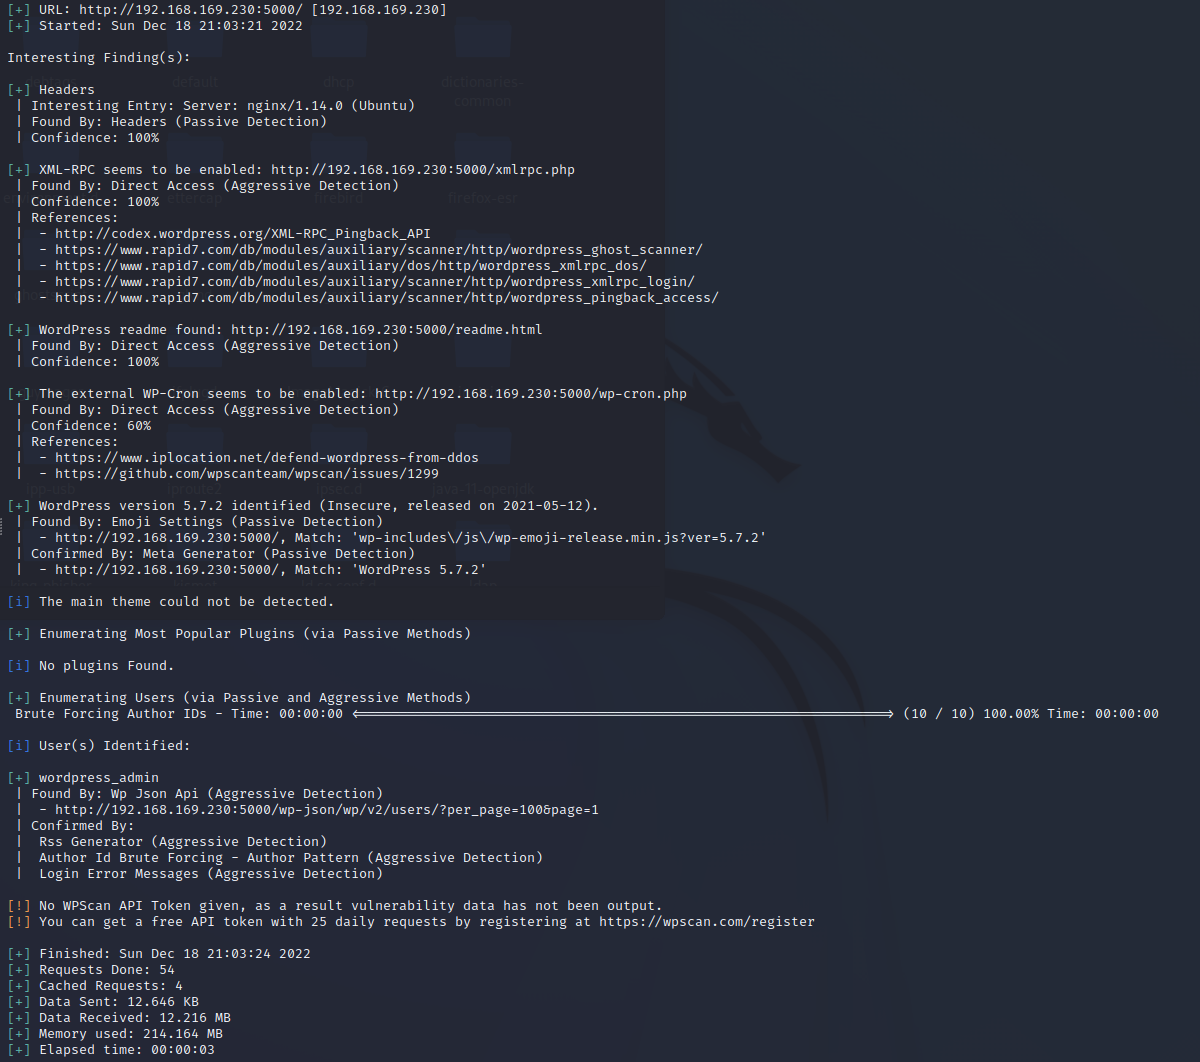 [+] URL: http://192.168.169.230:5000/ [192.168.169.230]
[+] Started: Sun Dec 18 21:03:21 2022
Interesting Finding(s):
[+] Headers
| Interesting Entry: Server: nginx/1.14.0 (Ubuntu)
| Found By: Headers (Passive Detection)
| Confidence: 100%
[+] XML-RPC seems to be enabled: http://192.168.169.230:5000/xmlrpc.php
| Found By: Direct Access (Aggressive Detection)
| Confidence: 100%
| References:
|  - http://codex.wordpress.org/XML-RPC_Pingback_API
|  - https://www.rapid7.com/db/modules/auxiliary/scanner/http/wordpress_ghost_scanner/
|  - https://www.rapid7.com/db/modules/auxiliary/dos/http/wordpress_xmlrpc_dos/
|  - https://www.rapid7.com/db/modules/auxiliary/scanner/http/wordpress_xmlrpc_login/
|  - https://www.rapid7.com/db/modules/auxiliary/scanner/http/wordpress_pingback_access/
[+] WordPress readme found: http://192.168.169.230:5000/readme.html
| Found By: Direct Access (Aggressive Detection)
| Confidence: 100%
[+] The external WP-Cron seems to be enabled: http://192.168.169.230:5000/wp-cron.php
| Found By: Direct Access (Aggressive Detection)
| Confidence: 60%
| References:
|  - https://www.iplocation.net/defend-wordpress-from-ddos
|  - https://github.com/wpscanteam/wpscan/issues/1299
[+] WordPress version 5.7.2 identified (Insecure, released on 2021-05-12).
| Found By: Emoji Settings (Passive Detection)
|  - http://192.168.169.230:5000/, Match: 'wp-includes\/js\/wp-emoji-release.min.js?ver=5.7.2'
| Confirmed By: Meta Generator (Passive Detection)
|  - http://192.168.169.230:5000/, Match: 'WordPress 5.7.2'
[i] The main theme could not be detected.
[+] Enumerating Most Popular Plugins (via Passive Methods)
[i] No plugins Found.
[+] Enumerating Users (via Passive and Aggressive Methods)
Brute Forcing Author IDs - Time: 00:00:00 <==================================================================> (10 / 10) 100.00% Time: 00:00:00
[i] User(s) Identified:
[+] wordpress_admin
| Found By: Wp Json Api (Aggressive Detection)
|  - http://192.168.169.230:5000/wp-json/wp/v2/users/?per_page=100&page=1
| Confirmed By:
|  Rss Generator (Aggressive Detection)
|  Author Id Brute Forcing - Author Pattern (Aggressive Detection)
|  Login Error Messages (Aggressive Detection)
[!] No WPScan API Token given, as a result vulnerability data has not been output.
[!] You can get a free API token with 25 daily requests by registering at https://wpscan.com/register
[+] Finished: Sun Dec 18 21:03:24 2022
[+] Requests Done: 54
[+] Cached Requests: 4
[+] Data Sent: 12.646 KB
[+] Data Received: 12.216 MB
[+] Memory used: 214.164 MB
[+] Elapsed time: 00:00:03